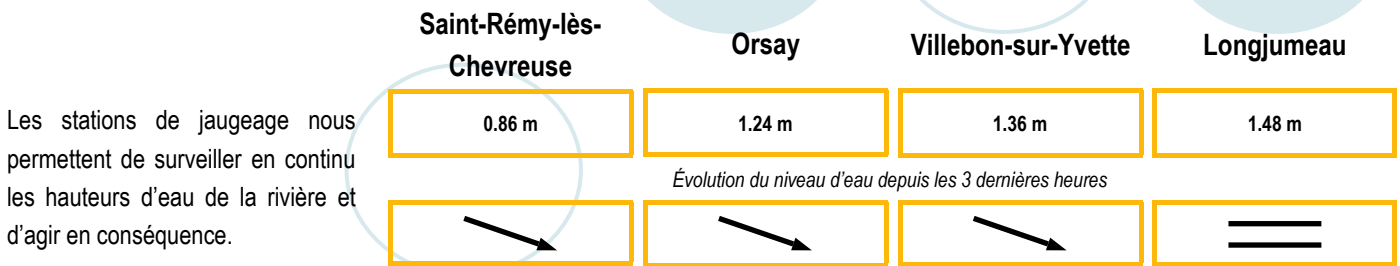 Saint-Rémy-lès-
Chevreuse
Orsay
Villebon-sur-Yvette
Longjumeau
Les stations de jaugeage nous
permettent de surveiller en continu
les hauteurs d'eau de la rivière et
d'agir en conséquence.
0.86 m
1.24 m
1.36 m
1.48 m
Évolution du niveau d'eau depuis les 3 dernières heures